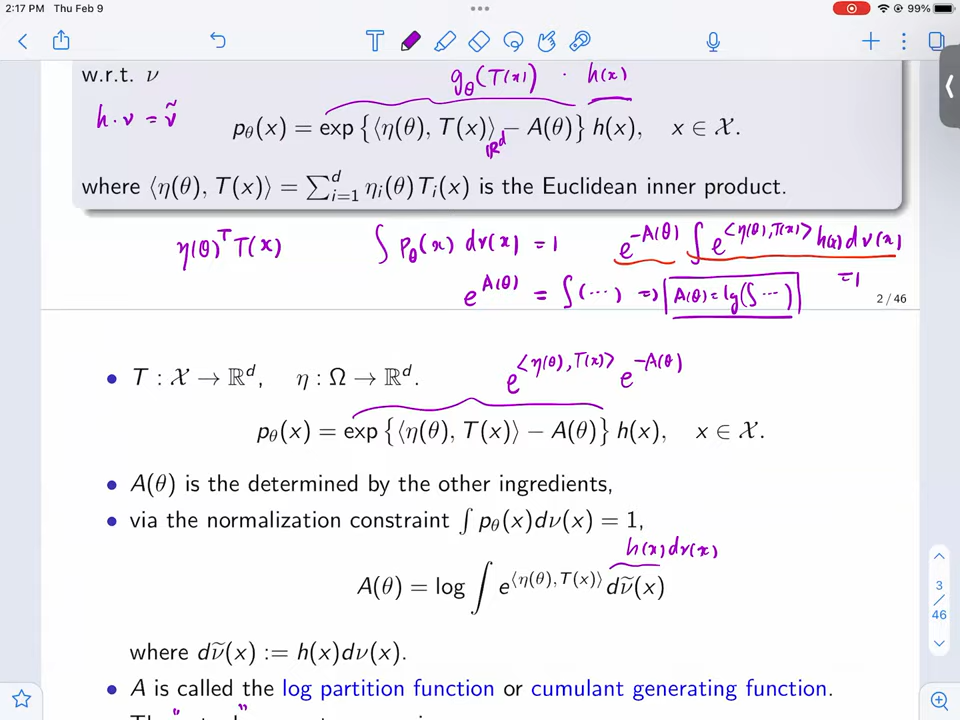 2:17 PM Thu Feb 9
99%
g_θ(T(x)) · h(x)
w.r.t. ν
h·ν = ν̃
p_θ(x) = exp {⟨η(θ), T(x)⟩ − A(θ)} h(x), x ∈ 𝒳.
ℝ^d
where ⟨η(θ), T(x)⟩ = ∑_{i=1}^d η_i(θ)T_i(x) is the Euclidean inner product.
η(θ)^T T(x) ∫ p_θ(x) dν(x) = 1 e^{-A(θ)} ∫ e^{<η(θ), T(x)>} h(x) dν(x)
= 1
e^{A(θ)} = ∫(···) ⇒ A(θ) = lg(∫ ···)
2 / 46
e^{<η(θ), T(x)>} e^{-A(θ)}
• T : 𝒳 → ℝ^d, η : Ω → ℝ^d.
p_θ(x) = exp {⟨η(θ), T(x)⟩ − A(θ)} h(x), x ∈ 𝒳.
• A(θ) is the determined by the other ingredients,
• via the normalization constraint ∫ p_θ(x)dν(x) = 1,
h(x)dν(x)
A(θ) = log ∫ e^{⟨η(θ),T(x)⟩} dν̃(x)
where dν̃(x) := h(x)dν(x).
• A is called the log partition function or cumulant generating function.
3
/
46